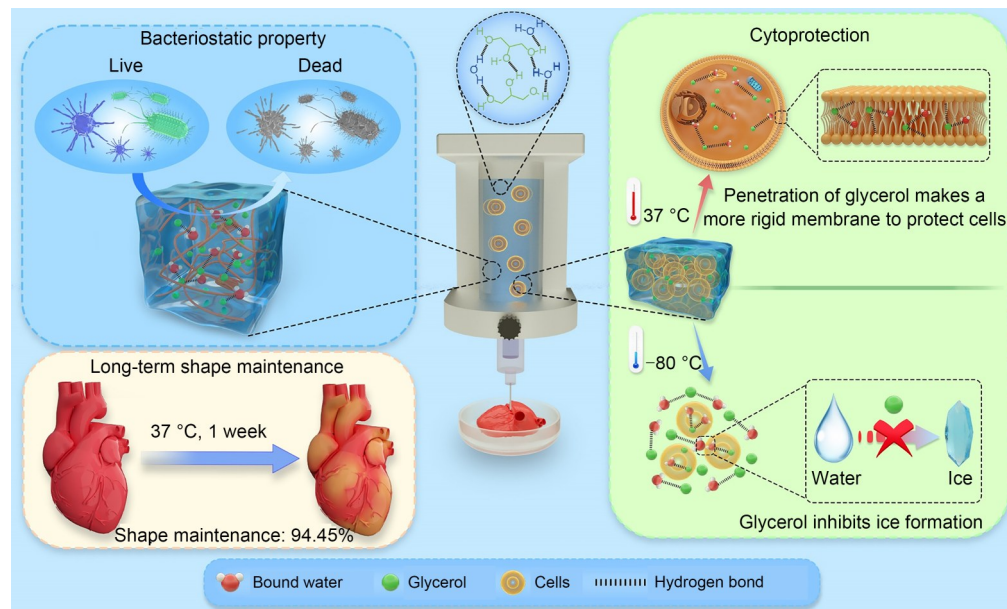 Bacteriostatic property
Live
Dead
Long-term shape maintenance
37 °C, 1 week
Shape maintenance: 94.45%
H
O
H
H
O
H
O
H
O
H
O
H
H
O
H
O
H
O
H
O
H
Cytoprotection
37 °C
Penetration of glycerol makes a
more rigid membrane to protect cells
−80 °C
Water
Ice
Glycerol inhibits ice formation
Bound water
Glycerol
Cells
Hydrogen bond